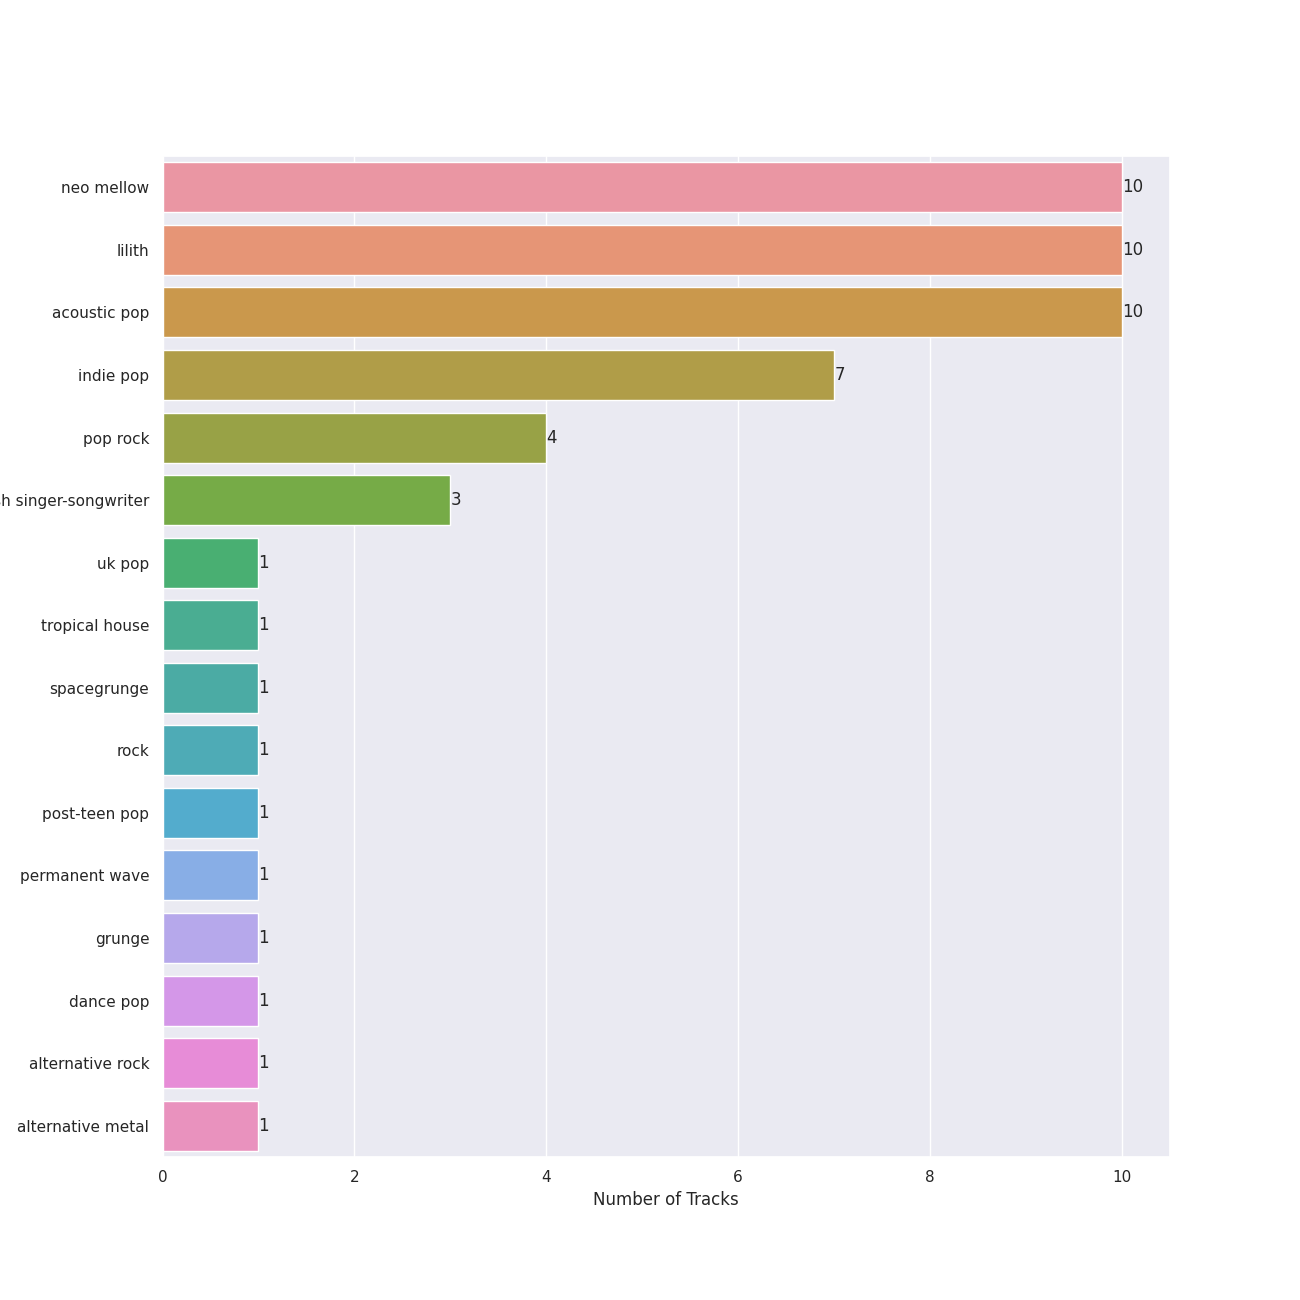 neo mellow 10
lilith 10
acoustic pop 10
indie pop 7
pop rock 4
singer-songwriter 3
uk pop 1
tropical house 1
spacegrunge 1
rock 1
post-teen pop 1
permanent wave 1
grunge 1
dance pop 1
alternative rock 1
alternative metal 1
0 2 4 6 8 10
Number of Tracks